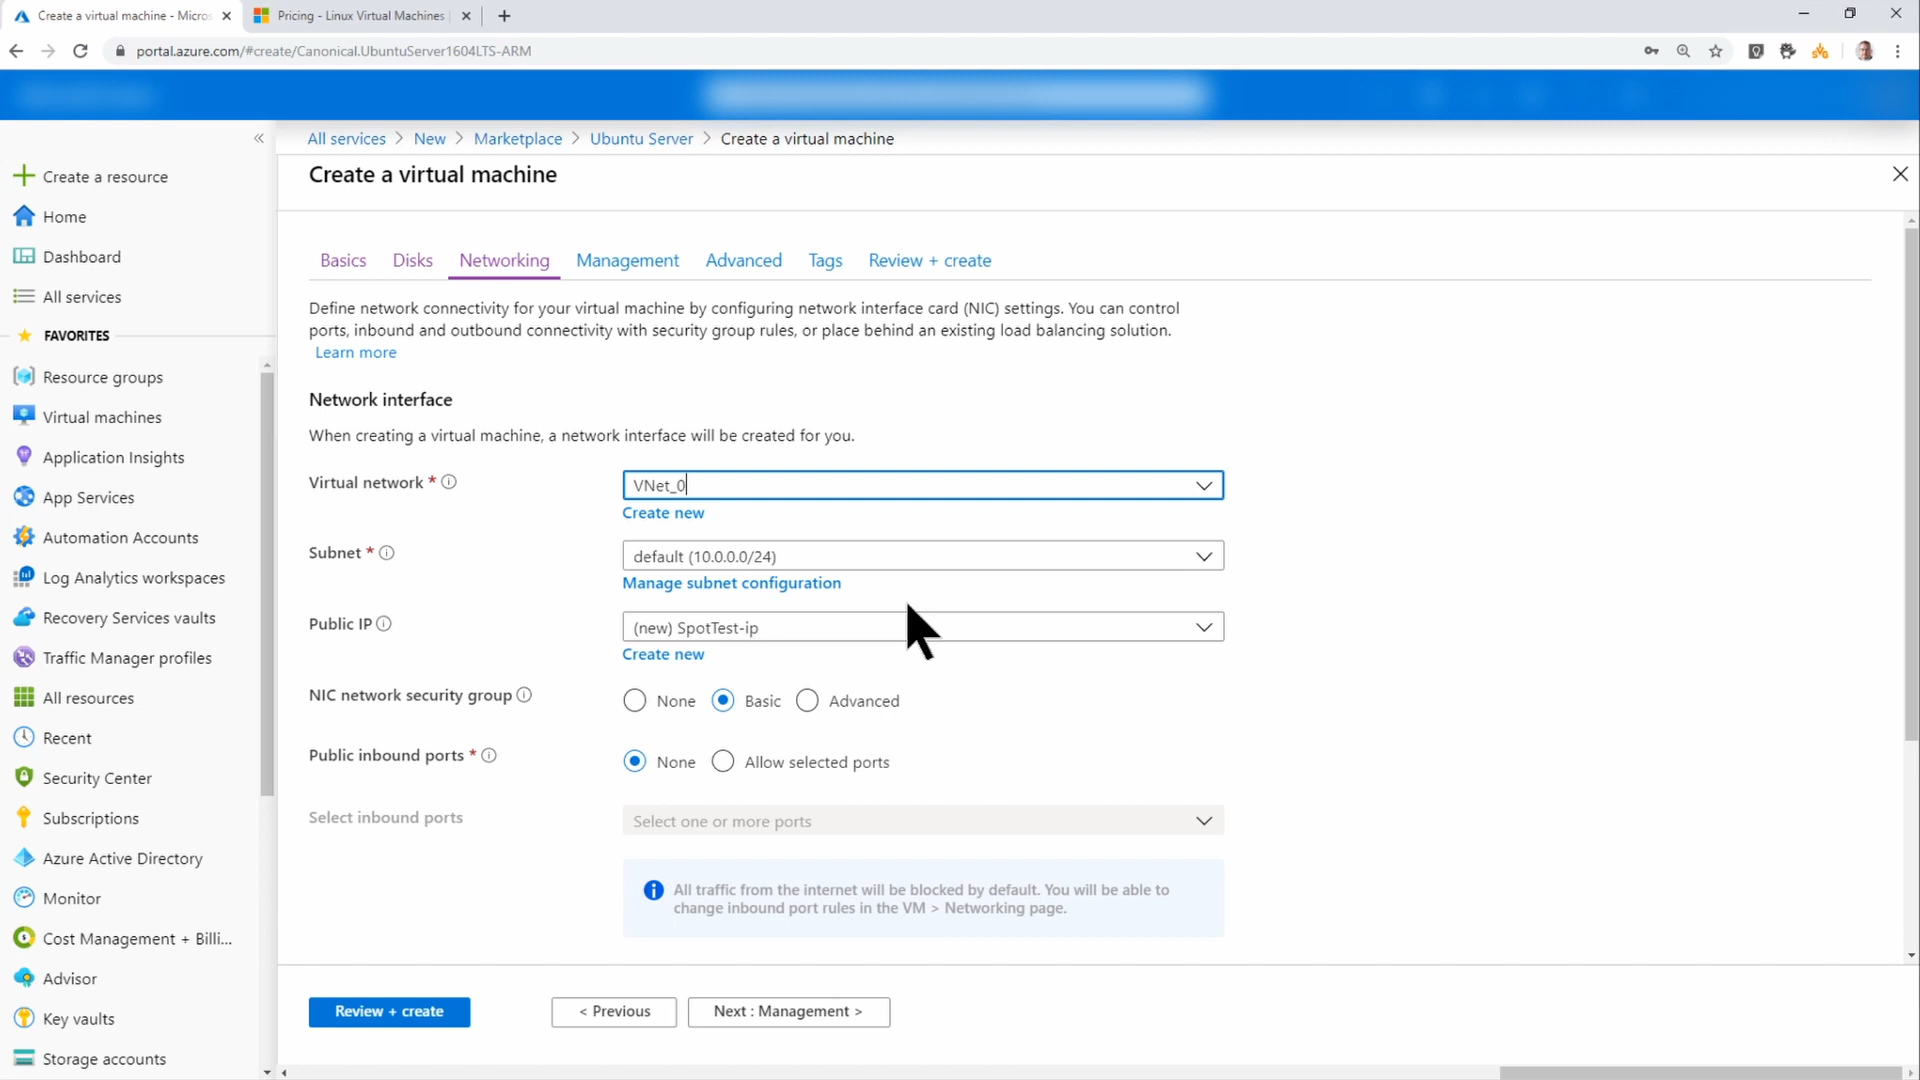 Create a virtual machine - Micros
Pricing - Linux Virtual Machines
portal.azure.com/#create/Canonical.UbuntuServer1604LTS-ARM
All services > New > Marketplace > Ubuntu Server > Create a virtual machine
Create a virtual machine
Create a resource
Home
Dashboard
All services
FAVORITES
Resource groups
Virtual machines
Application Insights
App Services
Automation Accounts
Log Analytics workspaces
Recovery Services vaults
Traffic Manager profiles
All resources
Recent
Security Center
Subscriptions
Azure Active Directory
Monitor
Cost Management + Billi...
Advisor
Key vaults
Storage accounts
Basics Disks Networking Management Advanced Tags Review + create
Define network connectivity for your virtual machine by configuring network interface card (NIC) settings. You can control
ports, inbound and outbound connectivity with security group rules, or place behind an existing load balancing solution.
Learn more
Network interface
When creating a virtual machine, a network interface will be created for you.
Virtual network * VNet_0
Create new
Subnet * default (10.0.0.0/24)
Manage subnet configuration
Public IP (new) SpotTest-ip
Create new
NIC network security group None Basic Advanced
Public inbound ports * None Allow selected ports
Select inbound ports Select one or more ports
All traffic from the internet will be blocked by default. You will be able to
change inbound port rules in the VM > Networking page.
Review + create < Previous Next : Management >